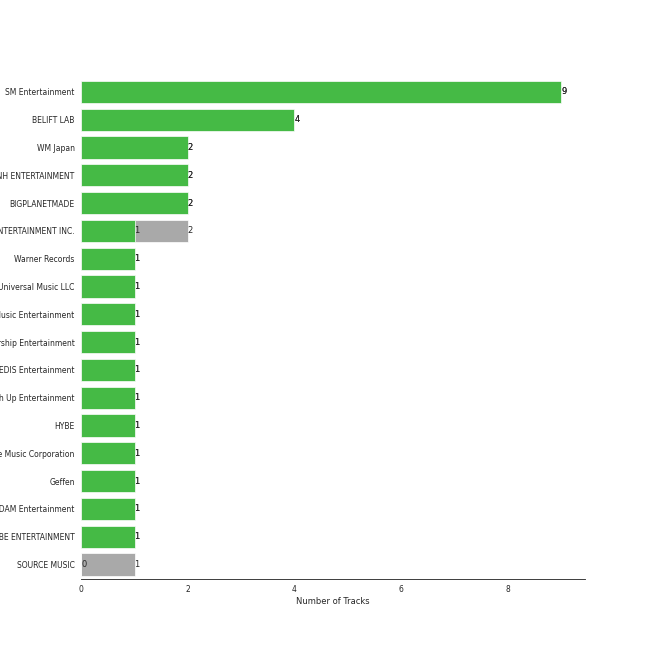 SM Entertainment 9
BELIFT LAB 4
WM Japan 2
NH ENTERTAINMENT 2
BIGPLANETMADE 2
NTERTAINMENT INC. 1 2
Warner Records 1
Universal Music LLC 1
usic Entertainment 1
rship Entertainment 1
EDIS Entertainment 1
h Up Entertainment 1
HYBE 1
e Music Corporation 1
Geffen 1
DAM Entertainment 1
BE ENTERTAINMENT 1
SOURCE MUSIC 0 1
0 2 4 6 8
Number of Tracks